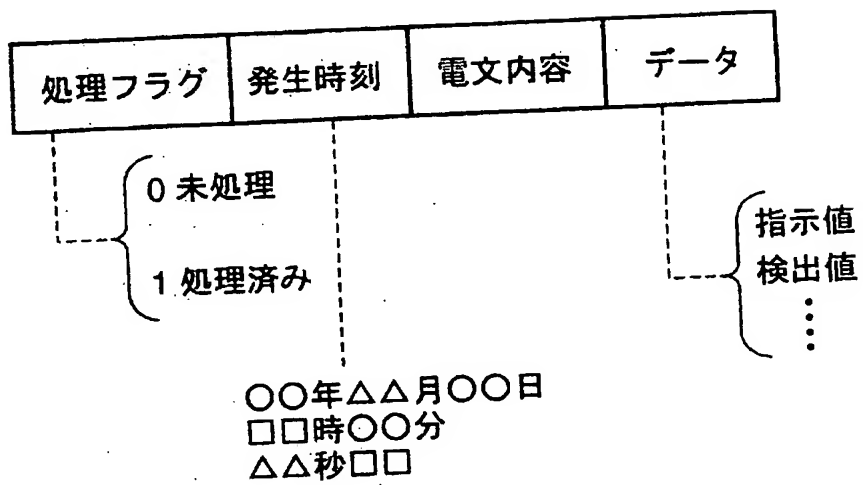 処理フラグ 発生時刻 電文内容 データ
0 未処理
1 処理済み
指示値
検出値
○○年△△月○○日
□□時○○分
△△秒□□